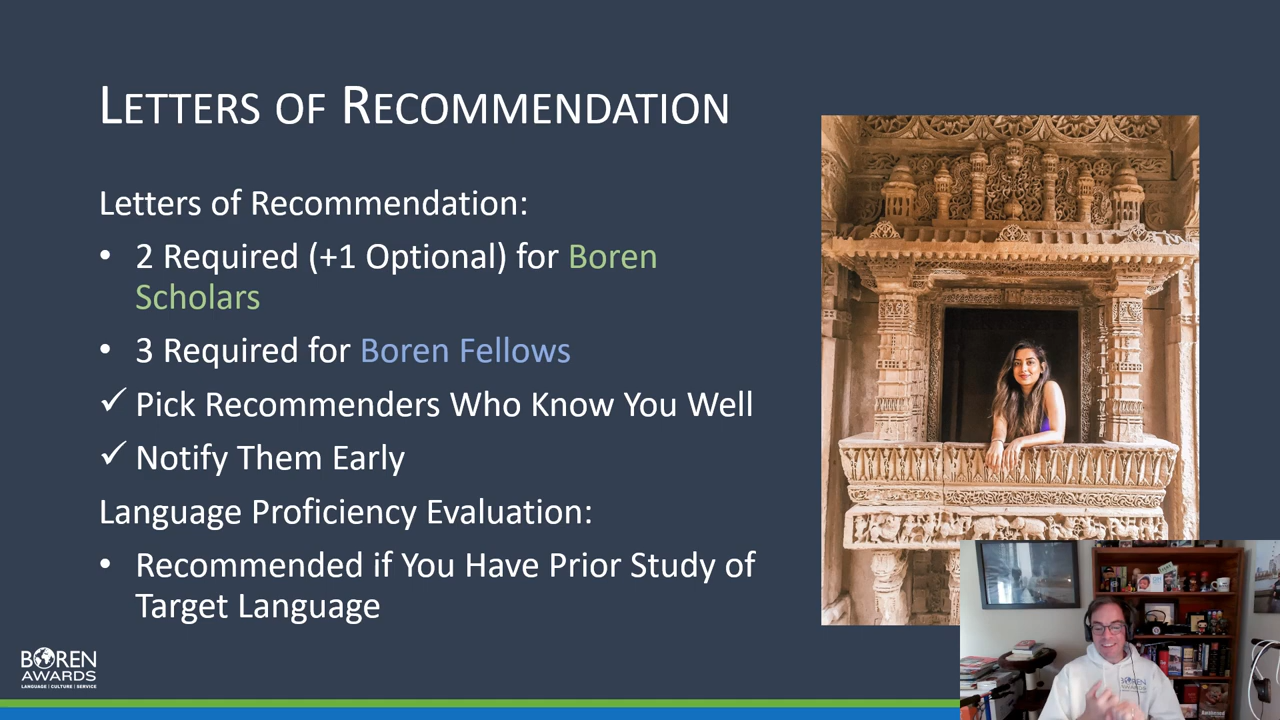 LETTERS OF RECOMMENDATION
Letters of Recommendation:
• 2 Required (+1 Optional) for Boren
Scholars
• 3 Required for Boren Fellows
✓ Pick Recommenders Who Know You Well
✓ Notify Them Early
Language Proficiency Evaluation:
• Recommended if You Have Prior Study of
Target Language
BOREN
AWARDS
LANGUAGE | CULTURE | SERVICE